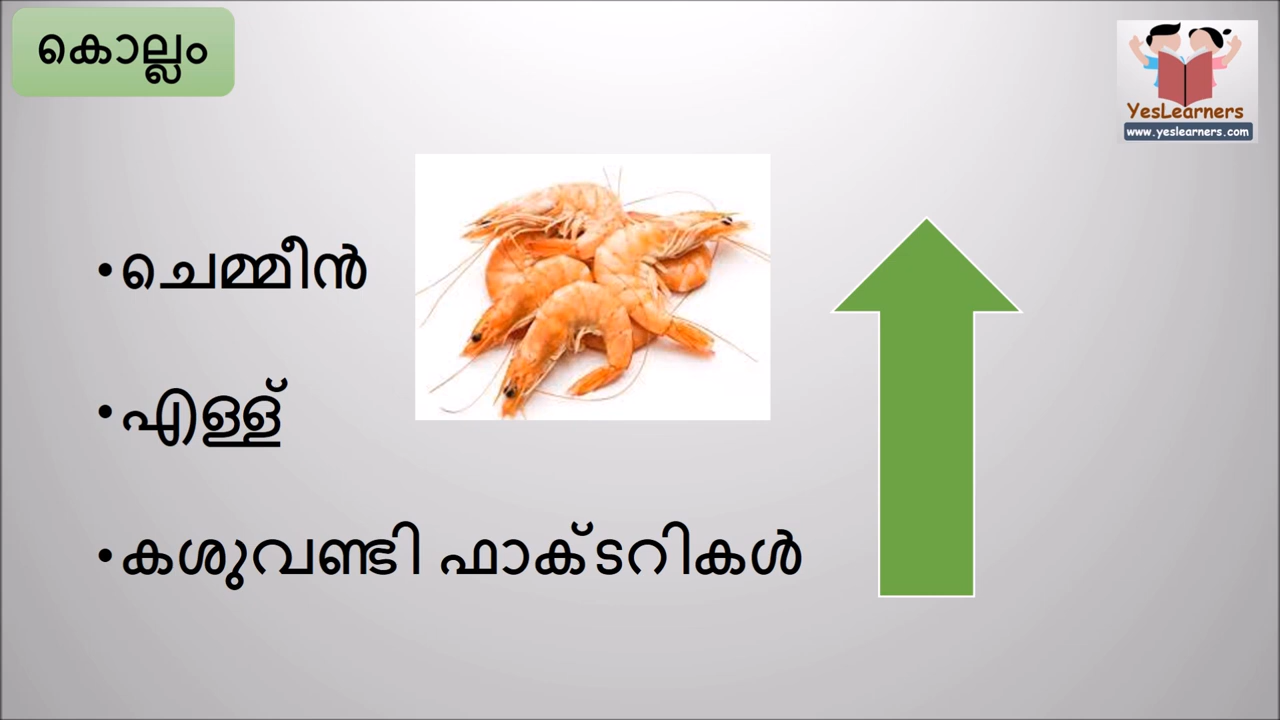 കൊല്ലം
YesLearners
www.yeslearners.com
•ചെമ്മീൻ
•എള്ള്
•കശുവണ്ടി ഫാക്ടറികൾ